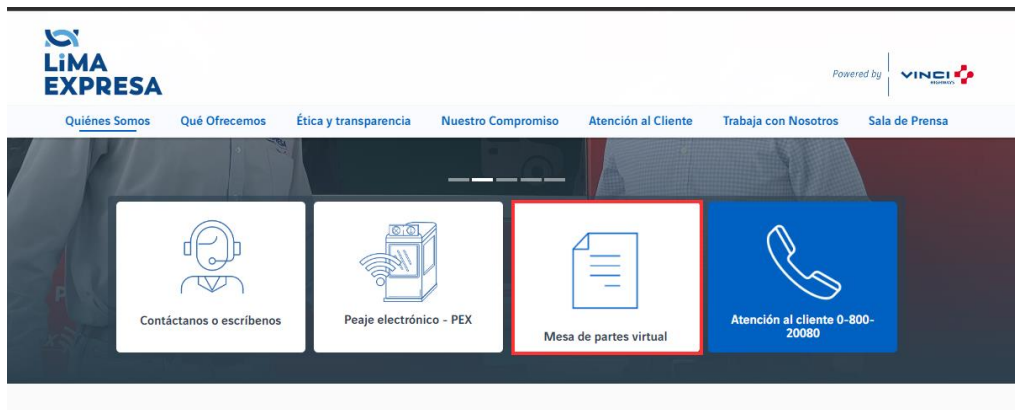 LiMA
EXPRESA
Powered by VINCI
HIGHWAYS
Quiénes Somos Qué Ofrecemos Ética y transparencia Nuestro Compromiso Atención al Cliente Trabaja con Nosotros Sala de Prensa
Contáctanos o escríbenos
Peaje electrónico - PEX
Mesa de partes virtual
Atención al cliente 0-800-
20080